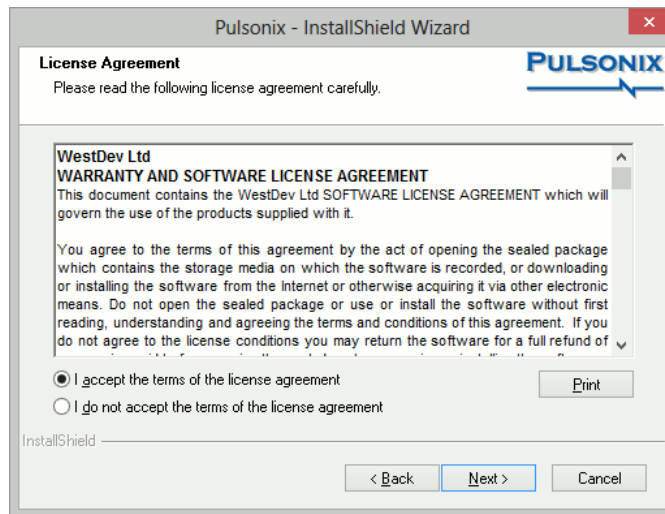 Pulsonix - InstallShield Wizard
License Agreement
Please read the following license agreement carefully.
PULSONIX
WestDev Ltd
WARRANTY AND SOFTWARE LICENSE AGREEMENT
This document contains the WestDev Ltd SOFTWARE LICENSE AGREEMENT which will
govern the use of the products supplied with it.
You agree to the terms of this agreement by the act of opening the sealed package
which contains the storage media on which the software is recorded, or downloading
or installing the software from the Internet or otherwise acquiring it via other electronic
means. Do not open the sealed package or use or install the software without first
reading, understanding and agreeing the terms and conditions of this agreement. If you
do not agree to the license conditions you may return the software for a full refund of
I accept the terms of the license agreement
Print
I do not accept the terms of the license agreement
InstallShield
< Back
Next >
Cancel